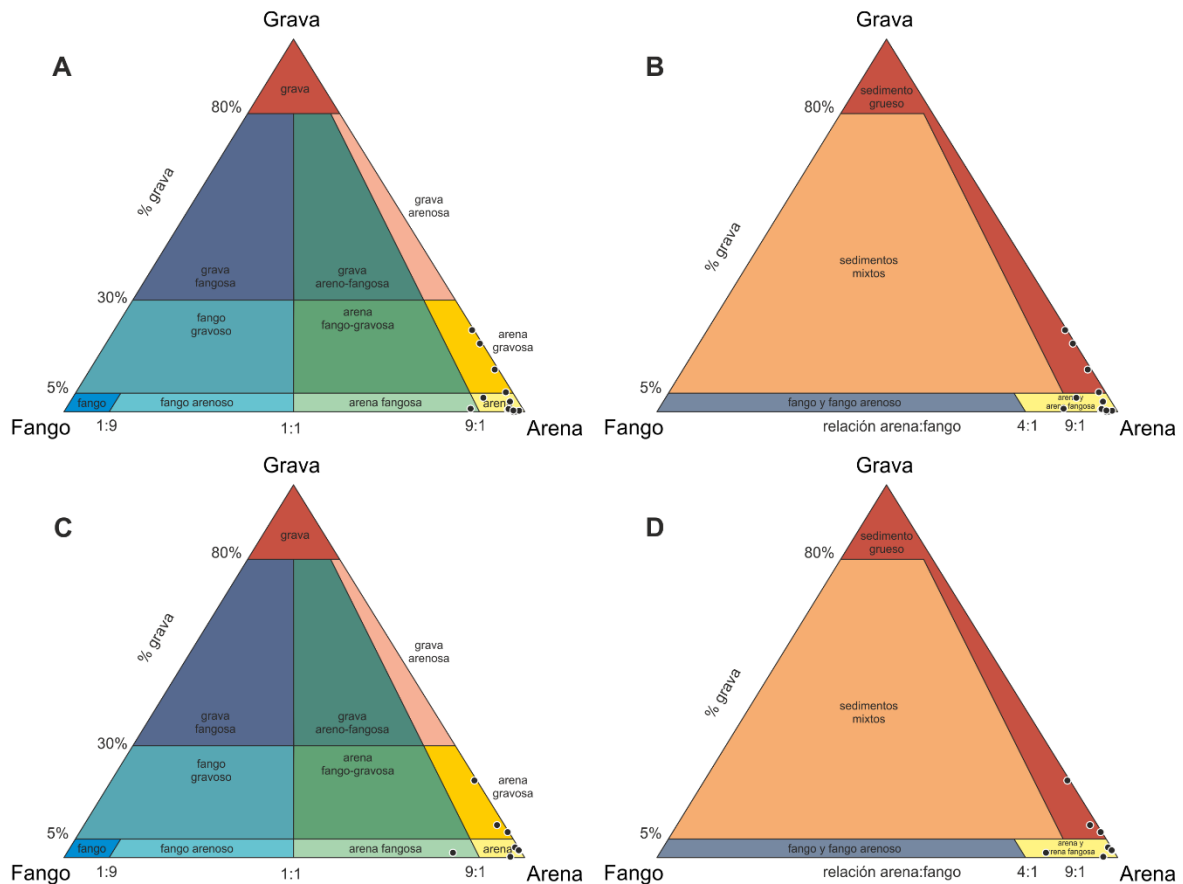 Grava
A
grava
80%
% grava
grava
arenosa
grava
fangosa
grava
areno-fangosa
30%
fango
gravoso
arena
fango-gravosa
arena
gravosa
5%
fango
fango arenoso
arena fangosa
arena
Fango
1:9
1:1
9:1
Arena
Grava
B
sedimento
grueso
80%
% grava
sedimentos
mixtos
5%
fango y fango arenoso
arena y
arena fangosa
Fango
relación arena:fango
4:1
9:1
Arena
Grava
C
grava
80%
% grava
grava
arenosa
grava
fangosa
grava
areno-fangosa
30%
fango
gravoso
arena
fango-gravosa
arena
gravosa
5%
fango
fango arenoso
arena fangosa
arena
Fango
1:9
1:1
9:1
Arena
Grava
D
sedimento
grueso
80%
% grava
sedimentos
mixtos
5%
fango y fango arenoso
arena y
arena fangosa
Fango
relación arena:fango
4:1
9:1
Arena